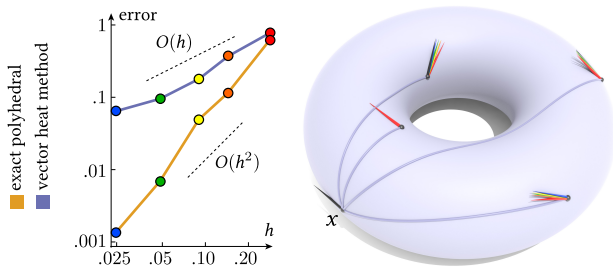 exact polyhedral
vector heat method
error
1
.1
.01
.001
O(h)
O(h²)
h
.025 .05 .10 .20
x